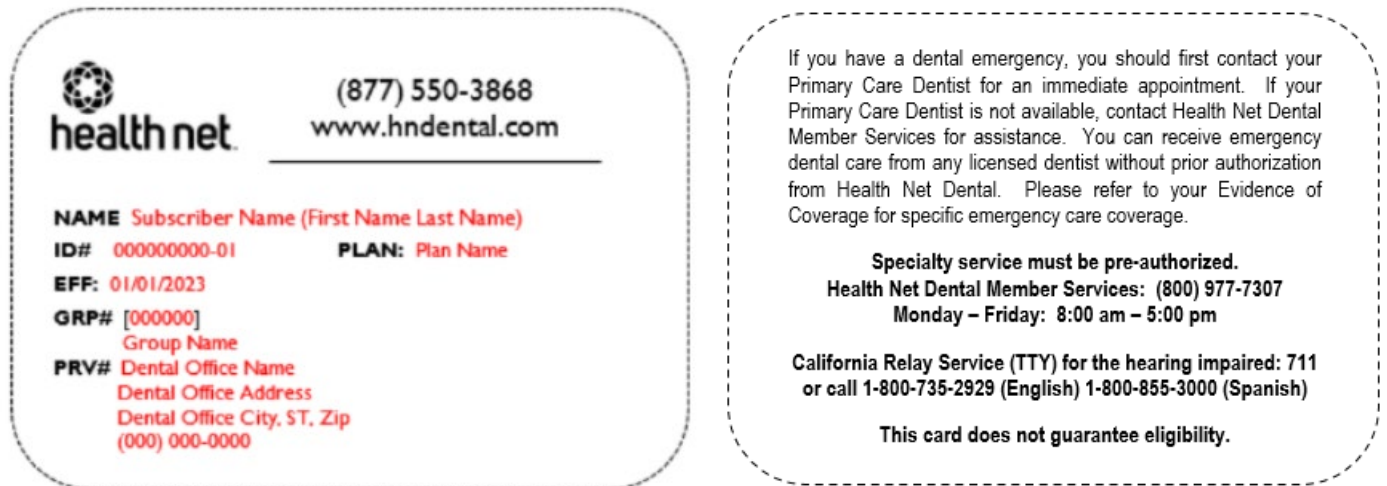 health net.
(877) 550-3868
www.hndental.com
NAME Subscriber Name (First Name Last Name)
ID# 000000000-01 PLAN: Plan Name
EFF: 01/01/2023
GRP# [000000]
Group Name
PRV# Dental Office Name
Dental Office Address
Dental Office City, ST, Zip
(000) 000-0000
If you have a dental emergency, you should first contact your
Primary Care Dentist for an immediate appointment. If your
Primary Care Dentist is not available, contact Health Net Dental
Member Services for assistance. You can receive emergency
dental care from any licensed dentist without prior authorization
from Health Net Dental. Please refer to your Evidence of
Coverage for specific emergency care coverage.
Specialty service must be pre-authorized.
Health Net Dental Member Services: (800) 977-7307
Monday – Friday: 8:00 am – 5:00 pm
California Relay Service (TTY) for the hearing impaired: 711
or call 1-800-735-2929 (English) 1-800-855-3000 (Spanish)
This card does not guarantee eligibility.